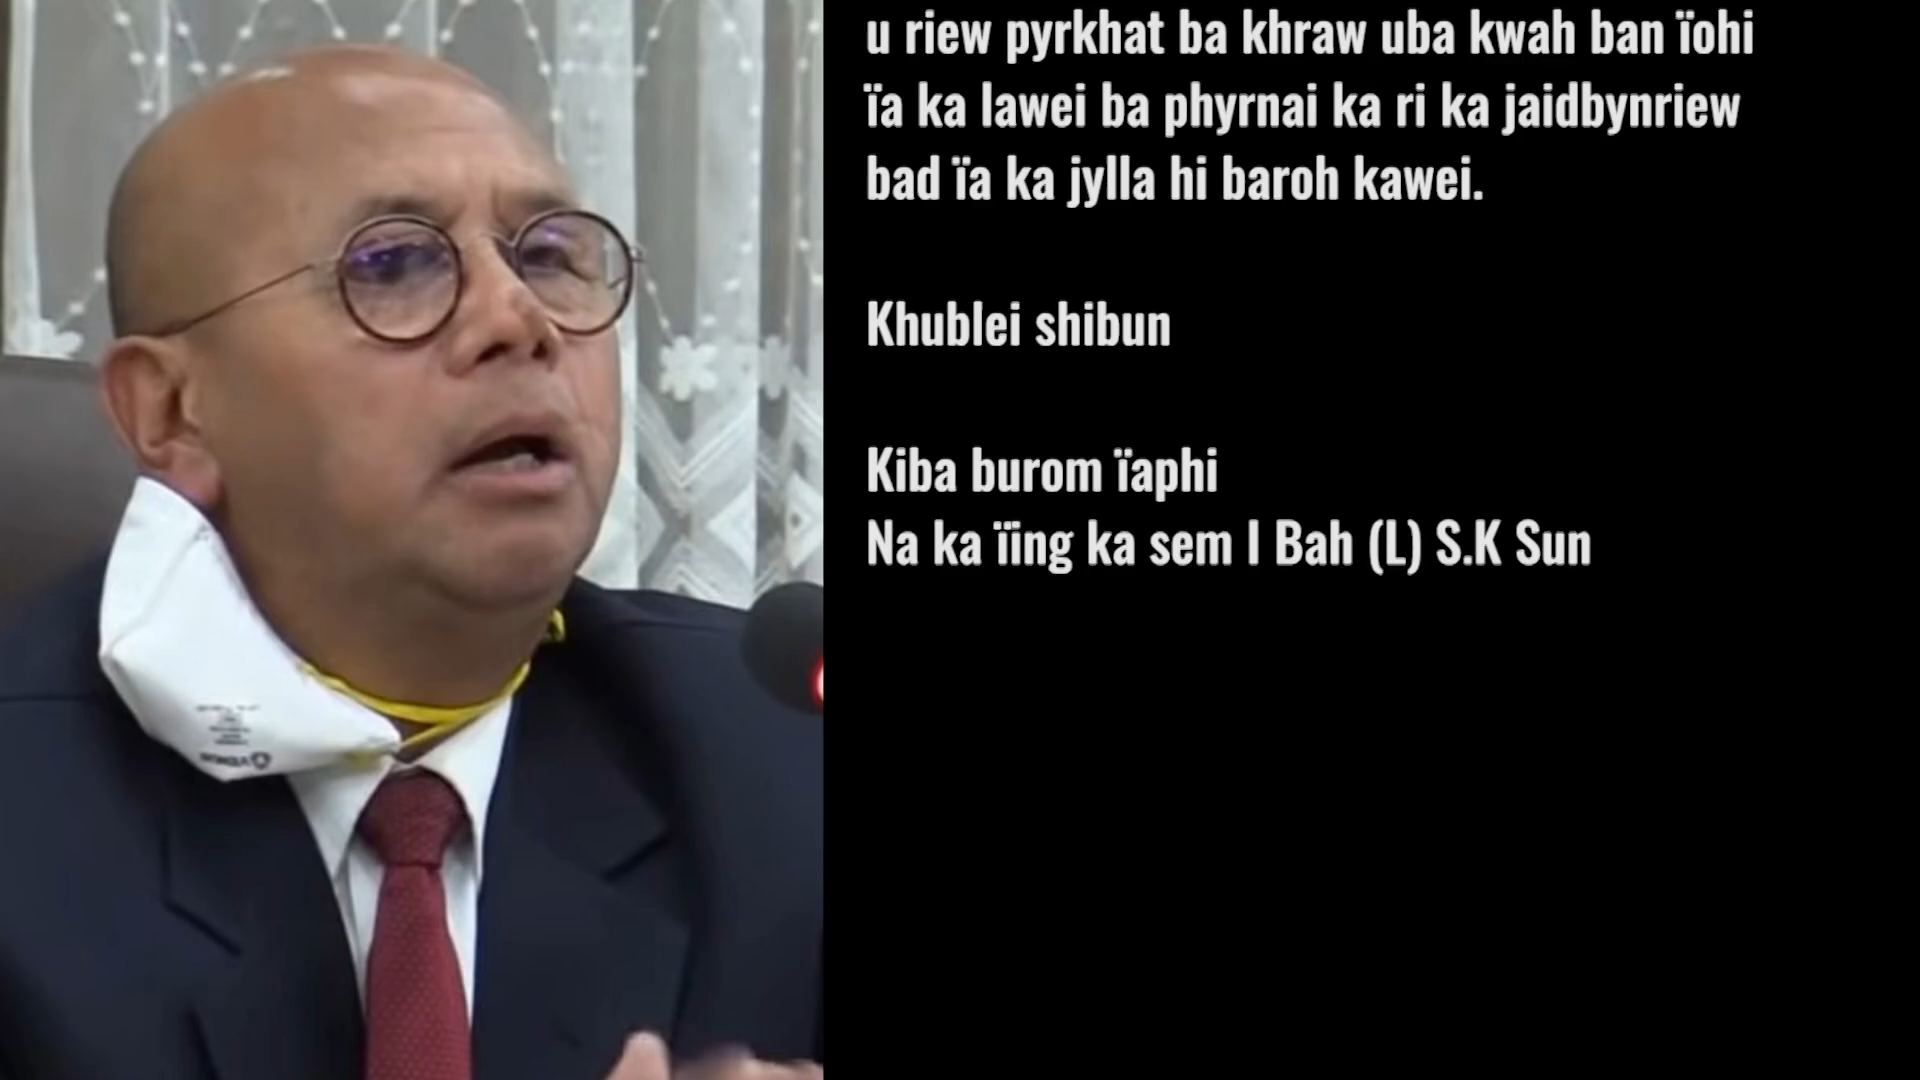 u riew pyrkhat ba khraw uba kwah ban ïohi
ïa ka lawei ba phyrnai ka ri ka jaidbynriew
bad ïa ka jylla hi baroh kawei.
Khublei shibun
Kiba burom ïaphi
Na ka ïing ka sem I Bah (L) S.K Sun